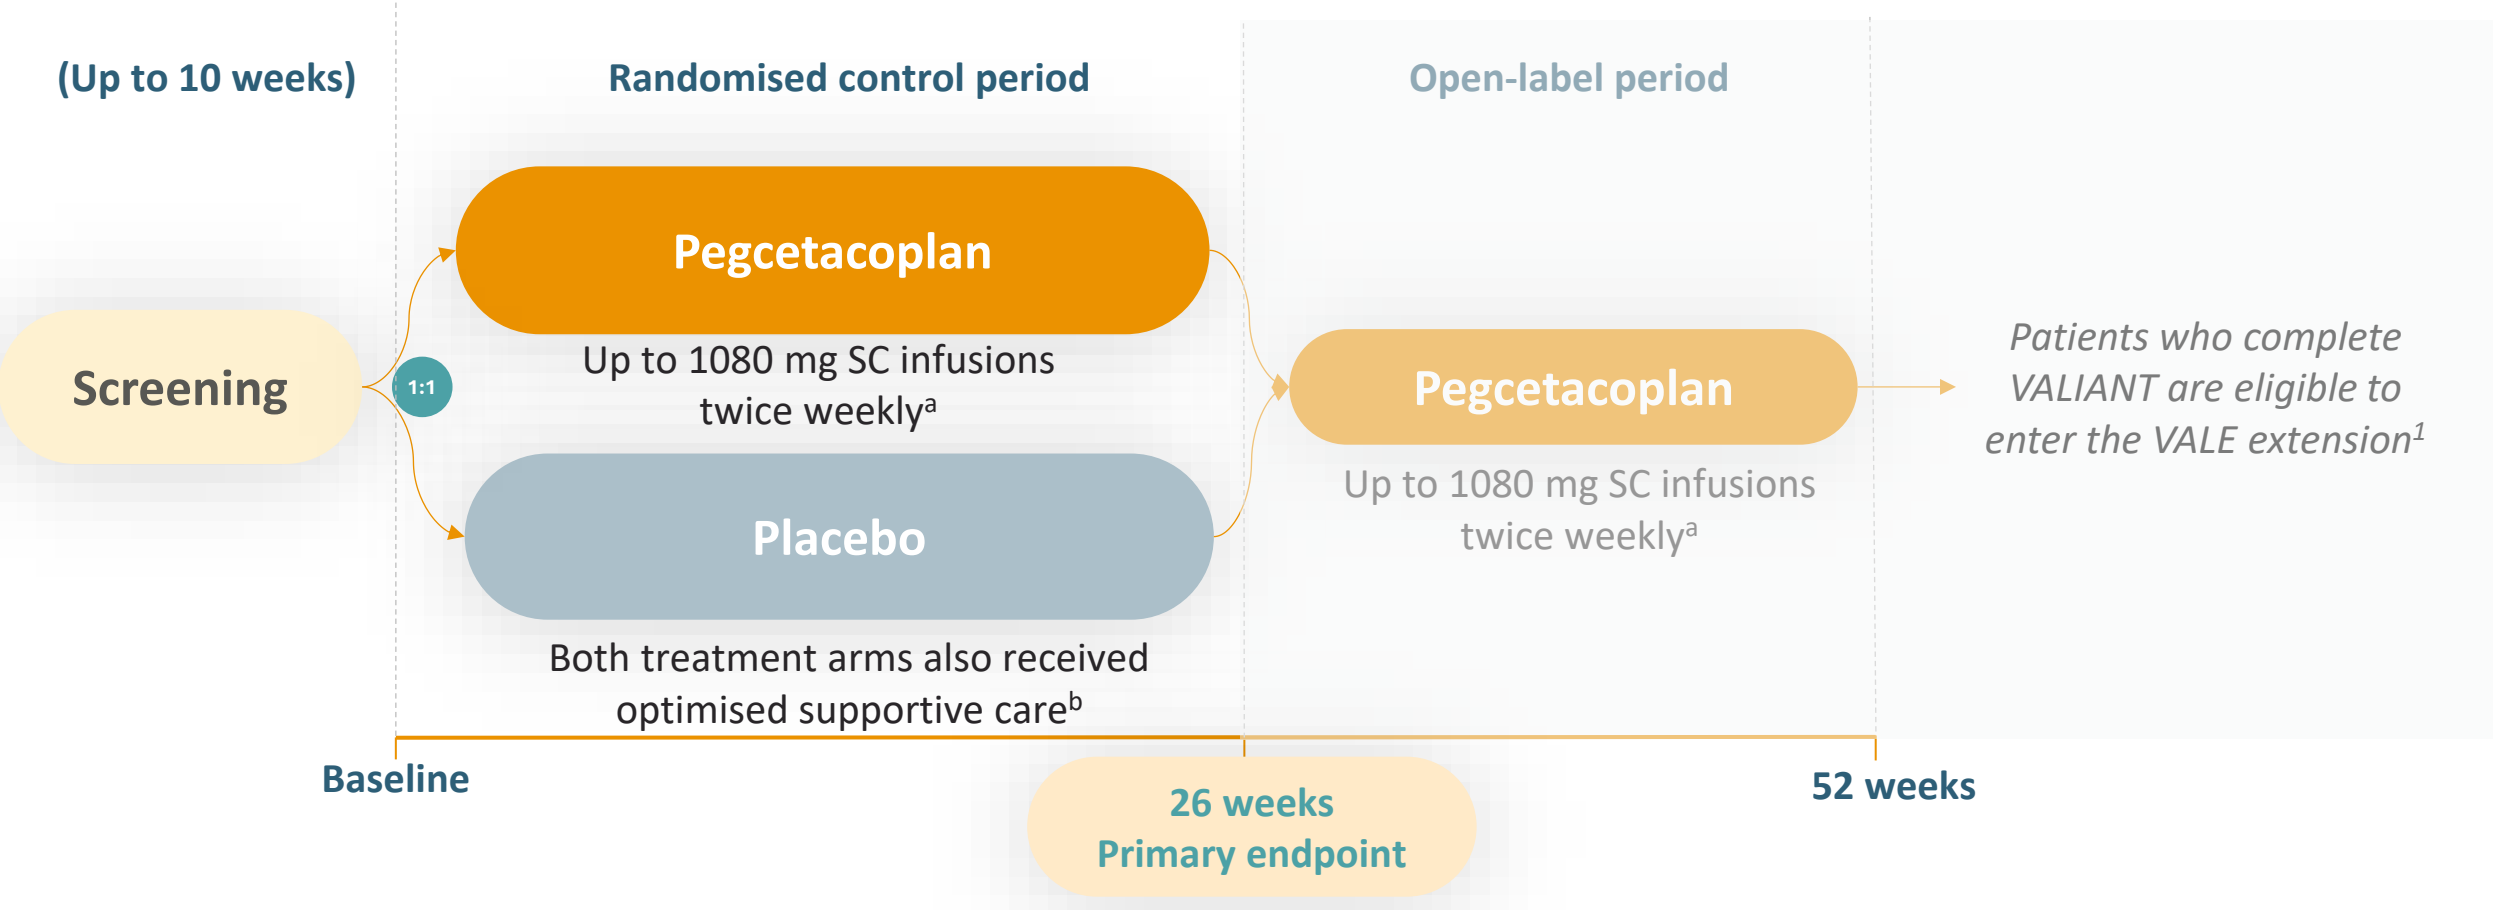 (Up to 10 weeks)
Randomised control period
Open-label period
Screening
1:1
Pegcetacoplan
Up to 1080 mg SC infusions
twice weeklyᵃ
Placebo
Both treatment arms also received
optimised supportive careᵇ
Pegcetacoplan
Up to 1080 mg SC infusions
twice weeklyᵃ
Patients who complete
VALIANT are eligible to
enter the VALE extension¹
Baseline
26 weeks
Primary endpoint
52 weeks